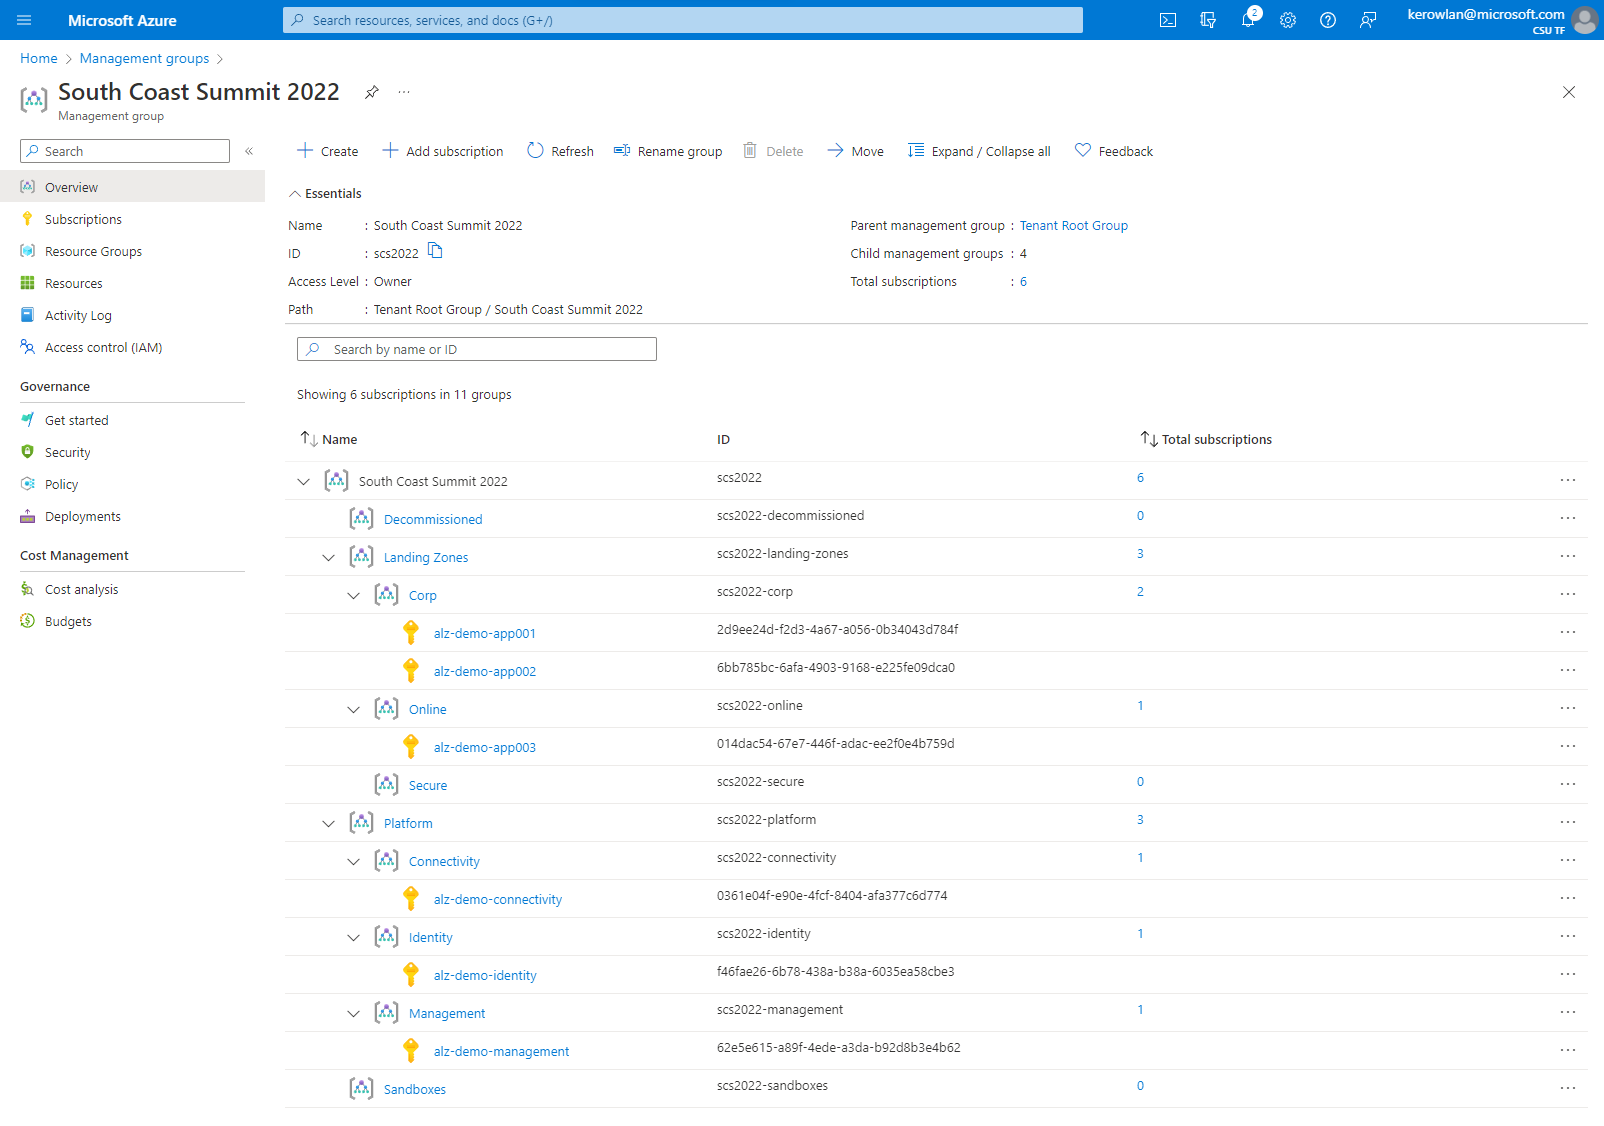 Microsoft Azure
Search resources, services, and docs (G+/)
2
kerowlan@microsoft.com
CSU TF
Home > Management groups >
South Coast Summit 2022
Management group
Search
«
Create
Add subscription
Refresh
Rename group
Delete
Move
Expand / Collapse all
Feedback
Overview
Subscriptions
Resource Groups
Resources
Activity Log
Access control (IAM)
Governance
Get started
Security
Policy
Deployments
Cost Management
Cost analysis
Budgets
Essentials
Name : South Coast Summit 2022
ID : scs2022
Access Level : Owner
Path : Tenant Root Group / South Coast Summit 2022
Parent management group : Tenant Root Group
Child management groups : 4
Total subscriptions : 6
Search by name or ID
Showing 6 subscriptions in 11 groups
Name ID Total subscriptions
South Coast Summit 2022 scs2022 6
Decommissioned scs2022-decommissioned 0
Landing Zones scs2022-landing-zones 3
Corp scs2022-corp 2
alz-demo-app001 2d9ee24d-f2d3-4a67-a056-0b34043d784f
alz-demo-app002 6bb785bc-6afa-4903-9168-e225fe09dca0
Online scs2022-online 1
alz-demo-app003 014dac54-67e7-446f-adac-ee2f0e4b759d
Secure scs2022-secure 0
Platform scs2022-platform 3
Connectivity scs2022-connectivity 1
alz-demo-connectivity 0361e04f-e90e-4fcf-8404-afa377c6d774
Identity scs2022-identity 1
alz-demo-identity f46fae26-6b78-438a-b38a-6035ea58cbe3
Management scs2022-management 1
alz-demo-management 62e5e615-a89f-4ede-a3da-b92d8b3e4b62
Sandboxes scs2022-sandboxes 0